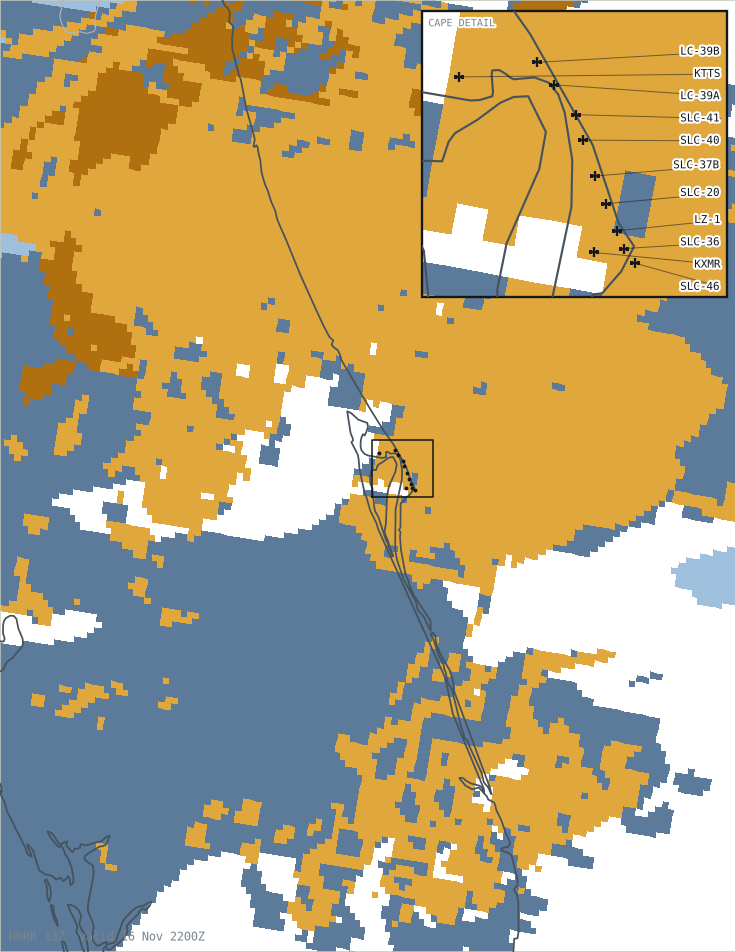 CAPE DETAIL
LC-39B
KTTS
LC-39A
SLC-41
SLC-40
SLC-37B
SLC-20
LZ-1
SLC-36
KXMR
SLC-46
HRRR 13Z valid 16 Nov 2200Z